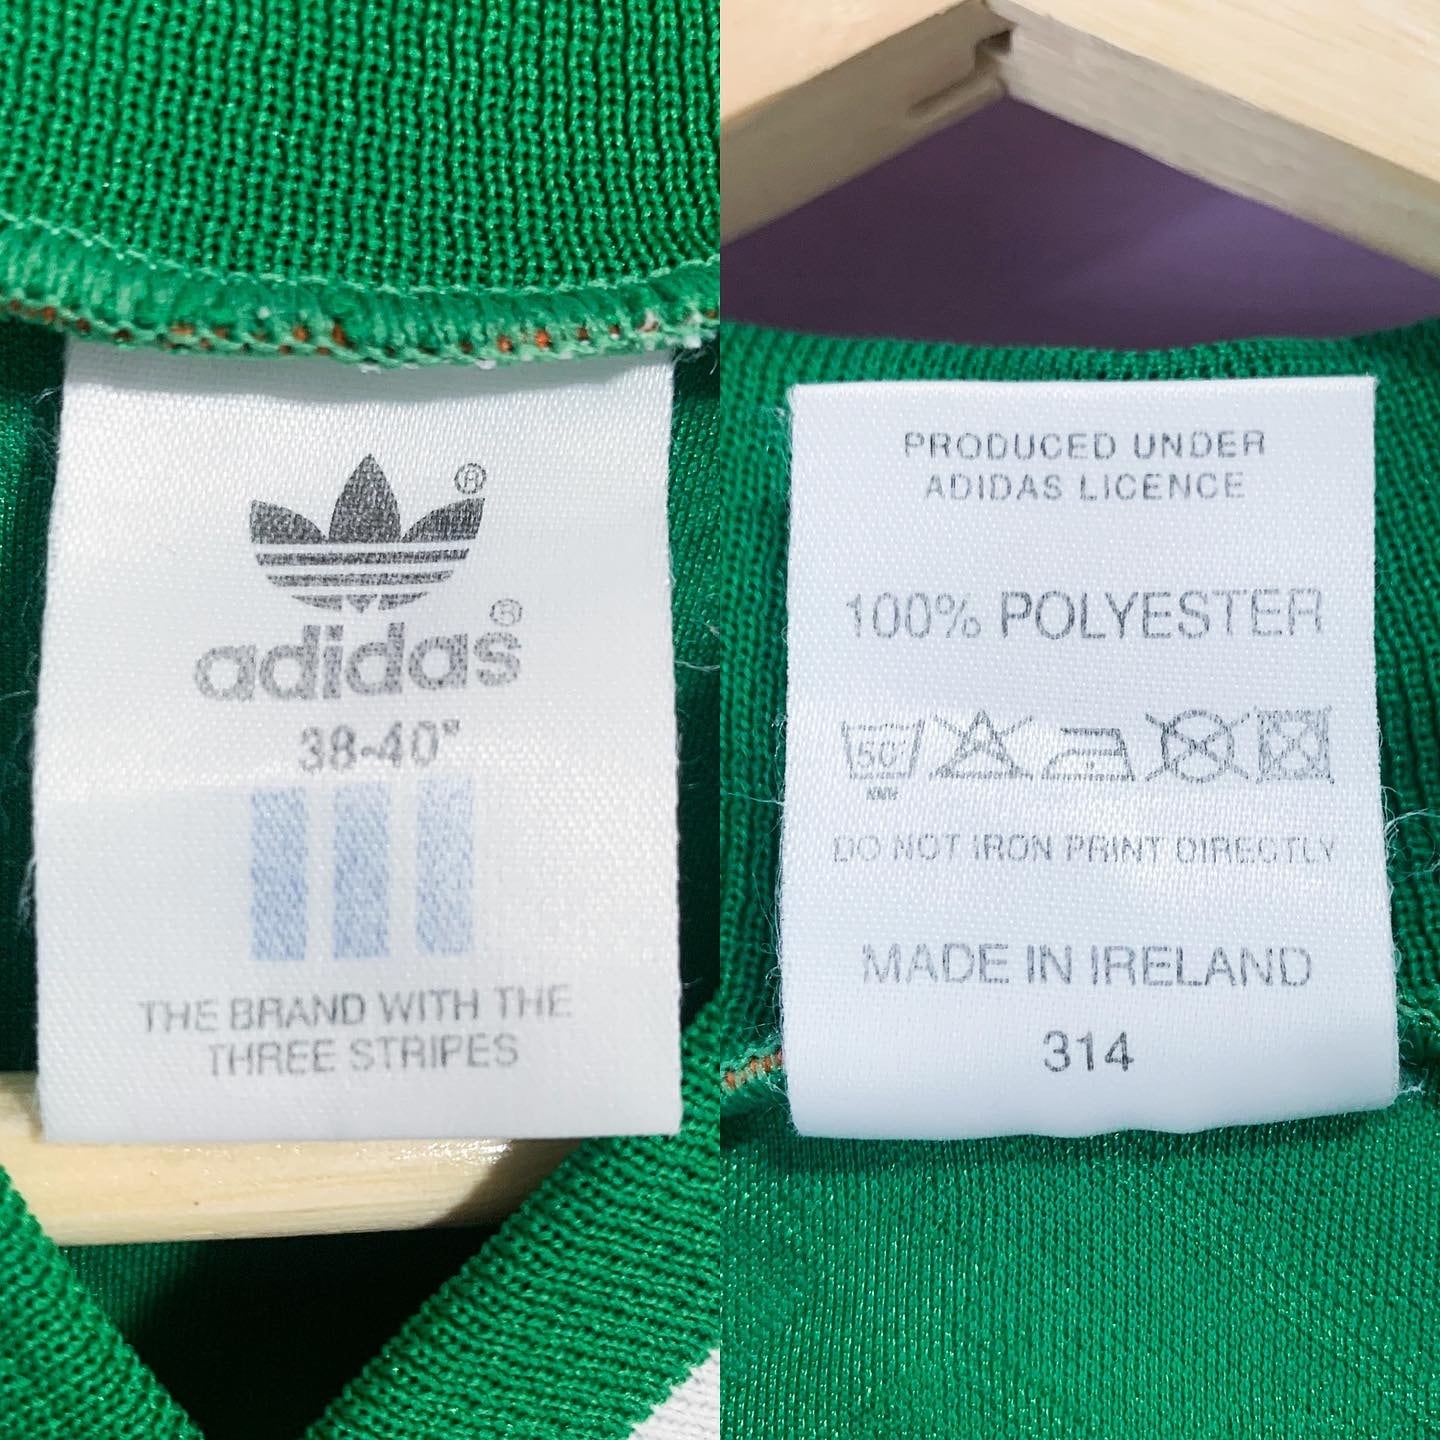 ®
adidas®
38-40"
THE BRAND WITH THE
THREE STRIPES
PRODUCED UNDER
ADIDAS LICENCE
100% POLYESTER
50°
DO NOT IRON PRINT DIRECTLY
MADE IN IRELAND
314